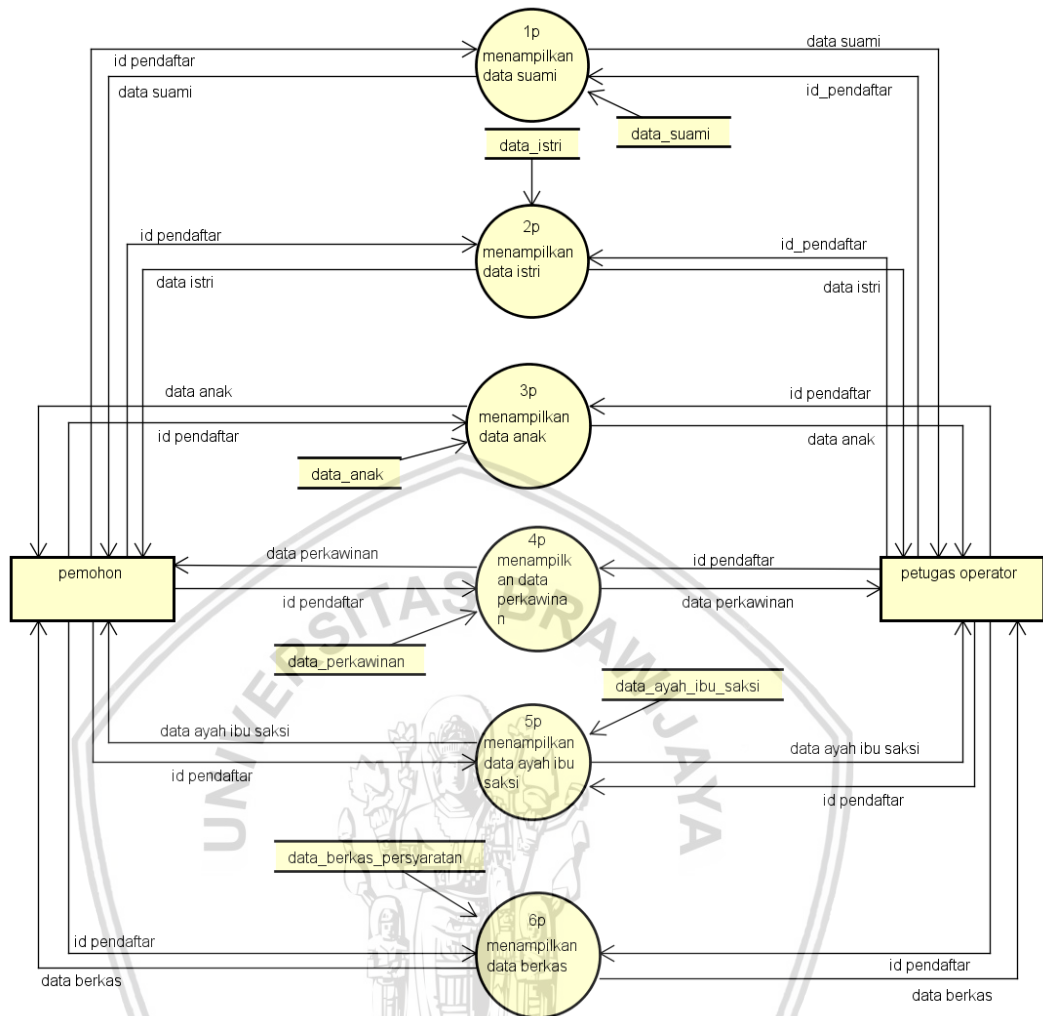 1p
menampilkan
data suami
id pendaftar
data suami
data suami
id_pendaftar
data_suami
data_istri
2p
menampilkan
data istri
id pendaftar
data istri
id_pendaftar
data istri
3p
menampilkan
data anak
data anak
id pendaftar
id pendaftar
data anak
data_anak
pemohon
petugas operator
4p
menampilk
an data
perkawina
n
data perkawinan
id pendaftar
id pendaftar
data perkawinan
data_perkawinan
data_ayah_ibu_saksi
5p
menampilkan
data ayah ibu
saksi
data ayah ibu saksi
id pendaftar
data ayah ibu saksi
id pendaftar
data_berkas_persyaratan
6p
menampilkan
data berkas
id pendaftar
data berkas
id pendaftar
data berkas
UNIVERSITAS BRAWIJAYA